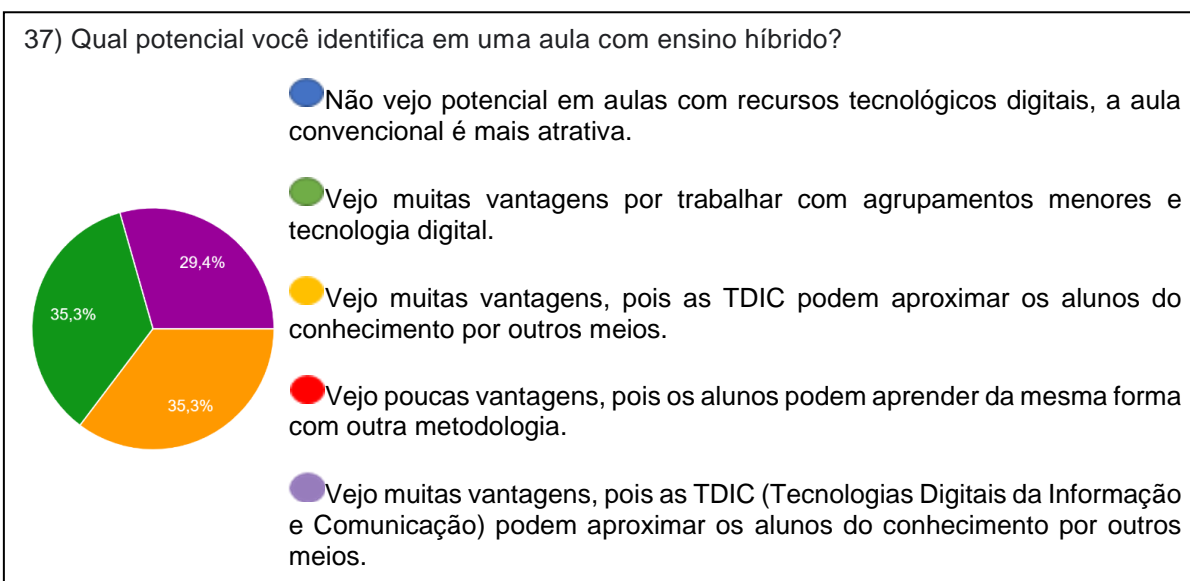 37) Qual potencial você identifica em uma aula com ensino híbrido?
Não vejo potencial em aulas com recursos tecnológicos digitais, a aula
convencional é mais atrativa.
Vejo muitas vantagens por trabalhar com agrupamentos menores e
tecnologia digital.
29,4%
35,3%
35,3%
Vejo muitas vantagens, pois as TDIC podem aproximar os alunos do
conhecimento por outros meios.
Vejo poucas vantagens, pois os alunos podem aprender da mesma forma
com outra metodologia.
Vejo muitas vantagens, pois as TDIC (Tecnologias Digitais da Informação
e Comunicação) podem aproximar os alunos do conhecimento por outros
meios.